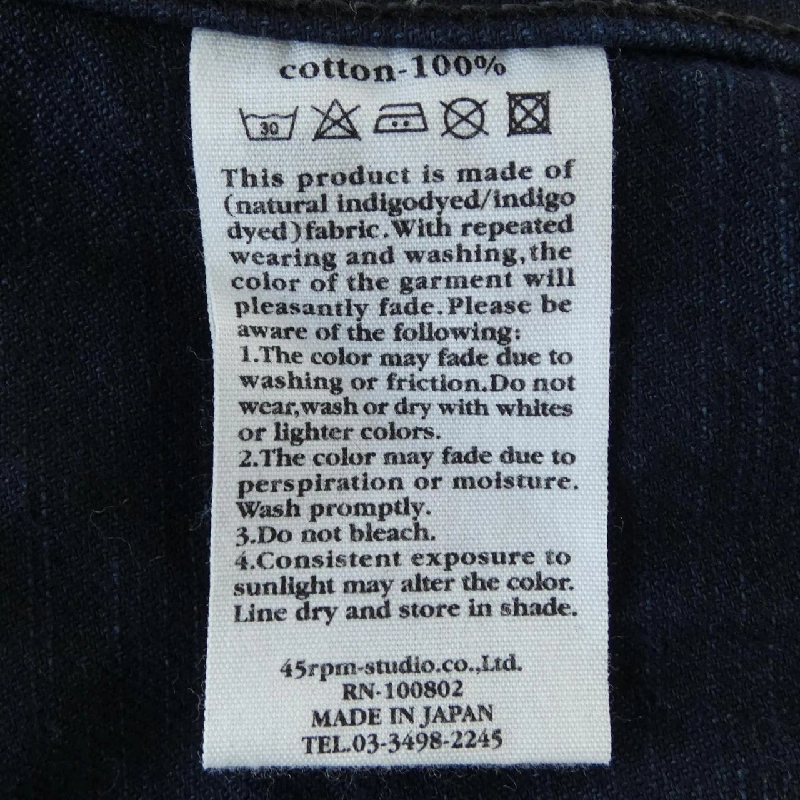 cotton-100%
30
This product is made of
(natural indigodyed/indigo
dyed)fabric.With repeated
wearing and washing,the
color of the garment will
pleasantly fade.Please be
aware of the following:
1.The color may fade due to
washing or friction.Do not
wear,wash or dry with whites
or lighter colors.
2.The color may fade due to
perspiration or moisture.
Wash promptly.
3.Do not bleach.
4.Consistent exposure to
sunlight may alter the color.
Line dry and store in shade.
45rpm-studio.co.,Ltd.
RN-100802
MADE IN JAPAN
TEL.03-3498-2245